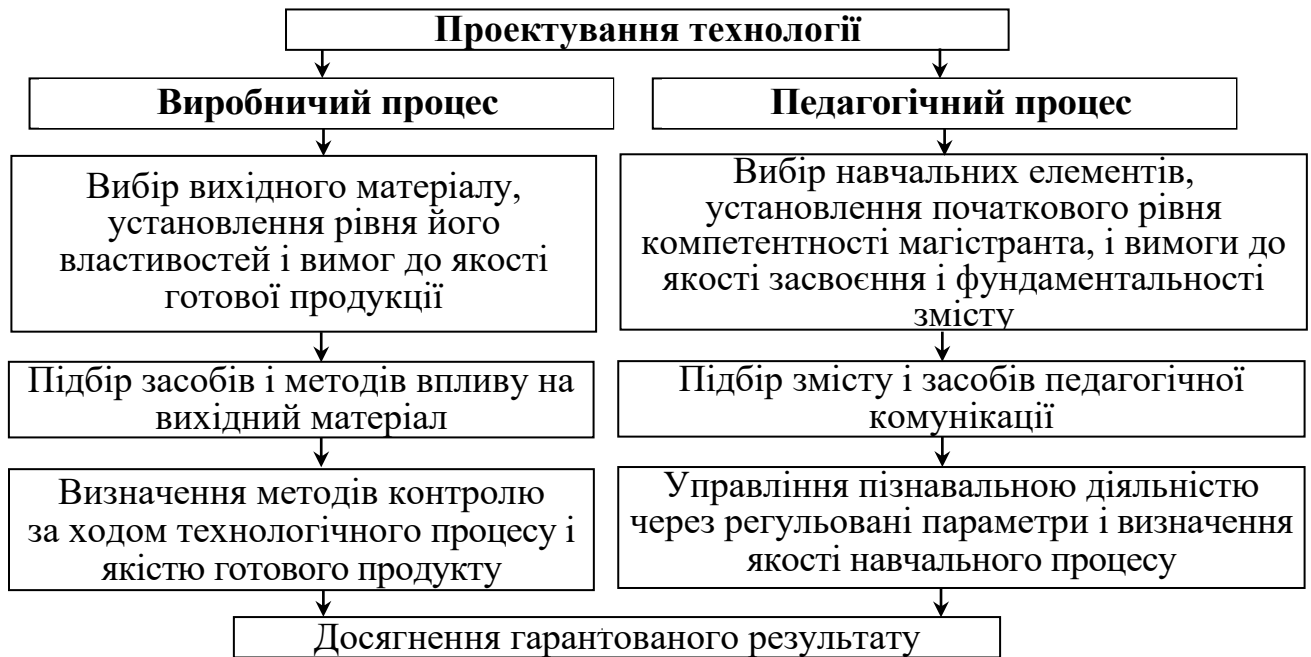 Проектування технології
Виробничий процес
Педагогічний процес
Вибір вихідного матеріалу,
установлення рівня його
властивостей і вимог до якості
готової продукції
Вибір навчальних елементів,
установлення початкового рівня
компетентності магістранта, і вимоги до
якості засвоєння і фундаментальності
змісту
Підбір засобів і методів впливу на
вихідний матеріал
Підбір змісту і засобів педагогічної
комунікації
Визначення методів контролю
за ходом технологічного процесу і
якістю готового продукту
Управління пізнавальною діяльністю
через регульовані параметри і визначення
якості навчального процесу
Досягнення гарантованого результату